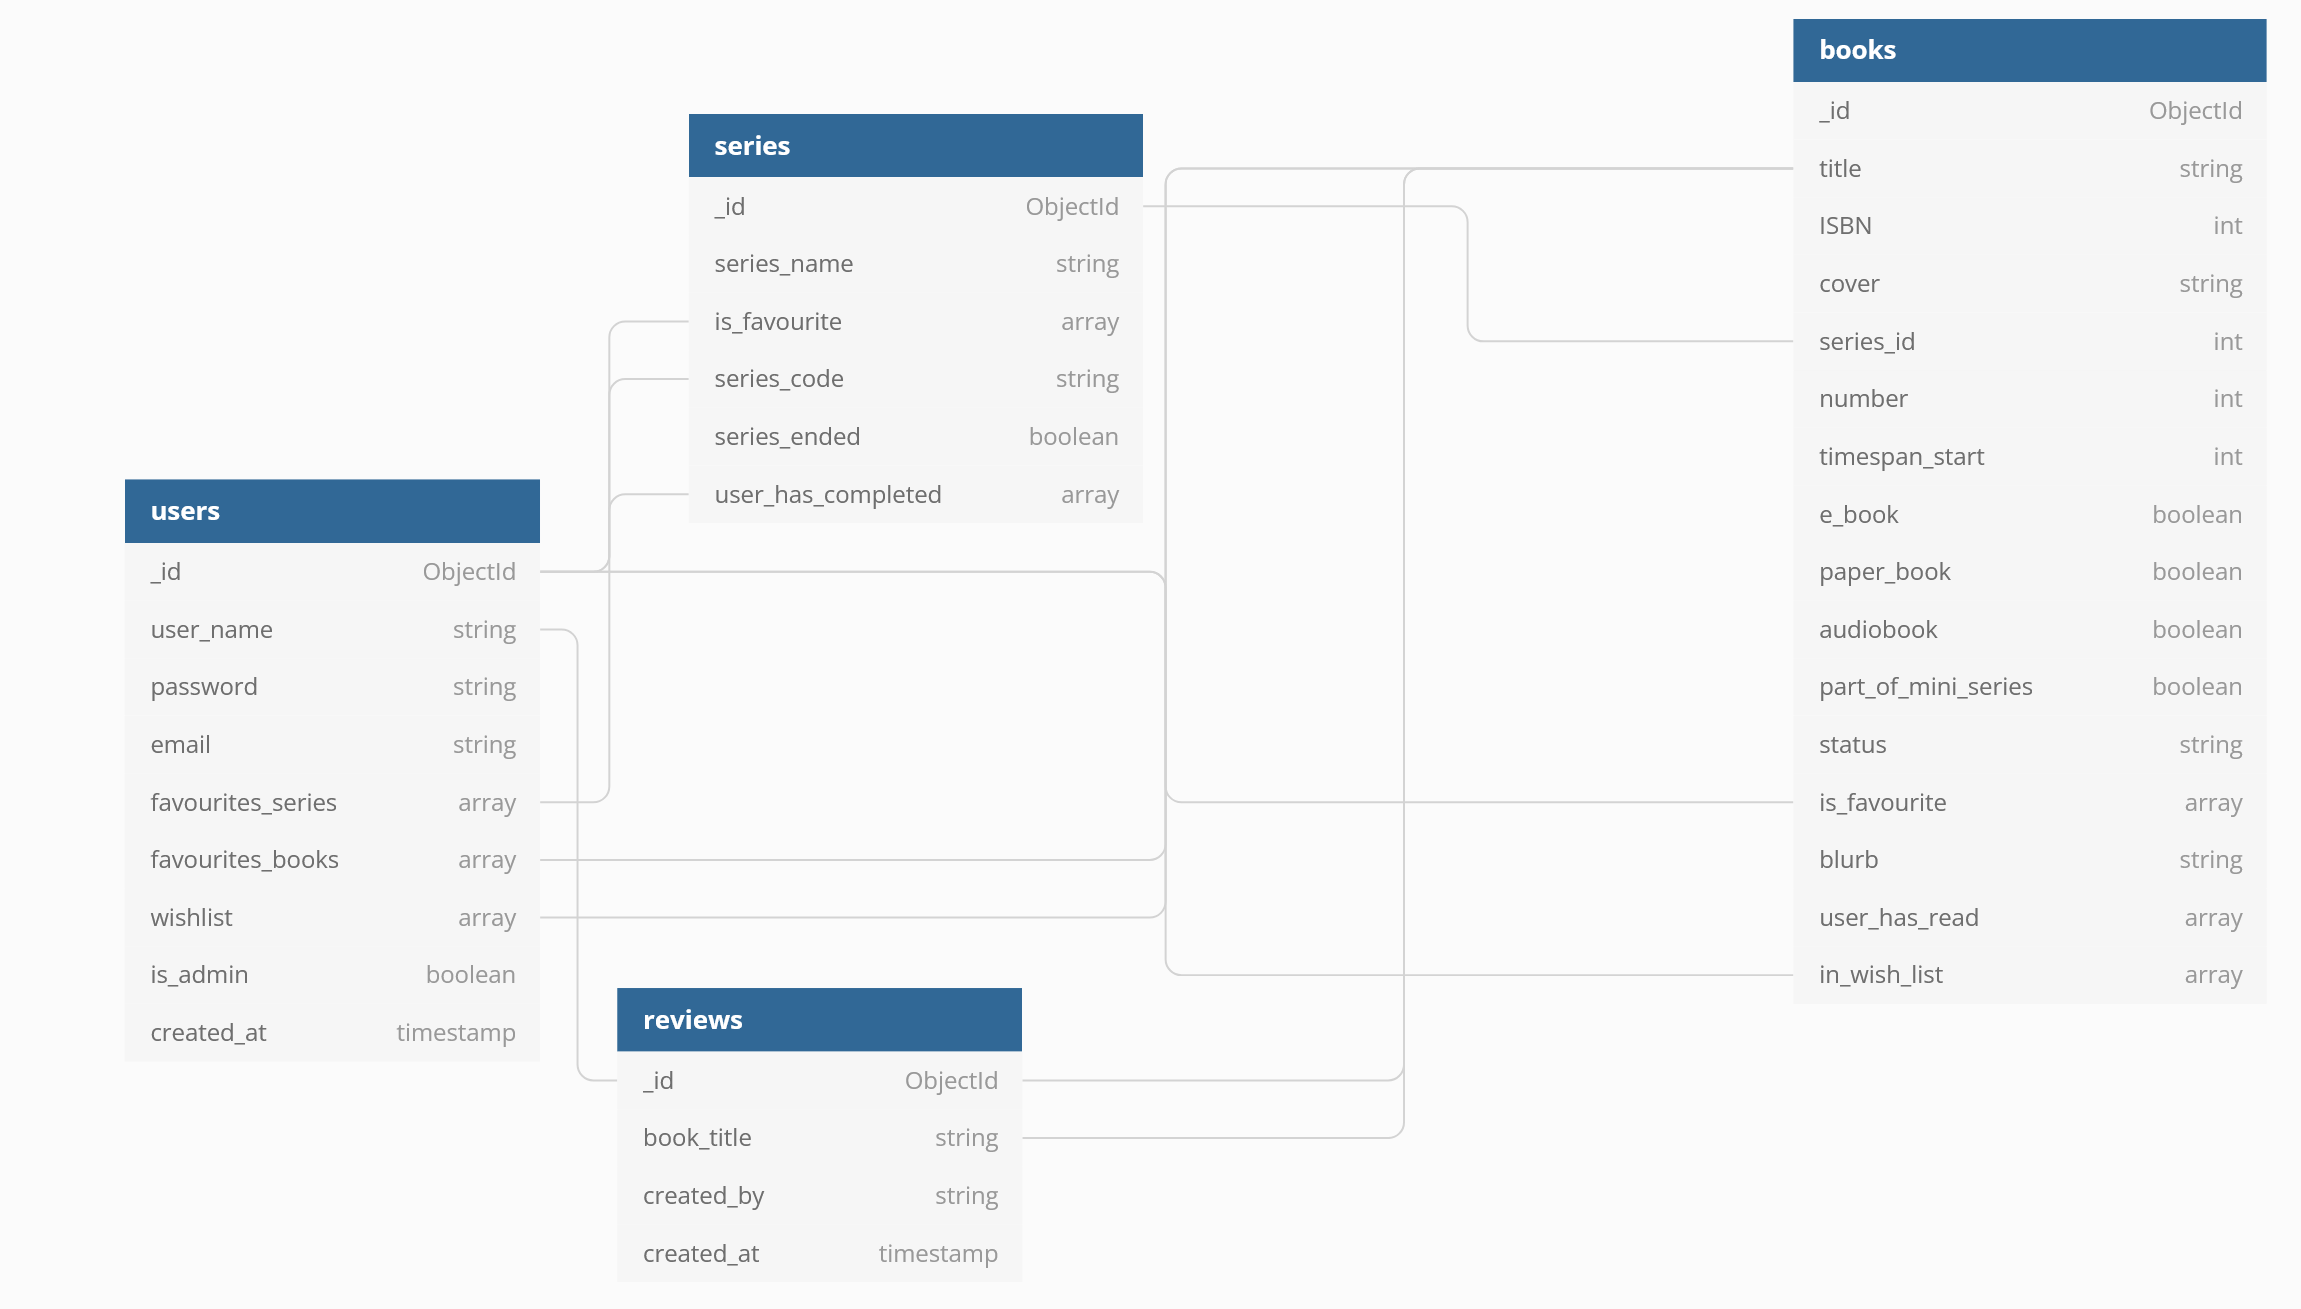 books
_id ObjectId
title string
ISBN int
cover string
series_id int
number int
timespan_start int
e_book boolean
paper_book boolean
audiobook boolean
part_of_mini_series boolean
status string
is_favourite array
blurb string
user_has_read array
in_wish_list array
series
_id ObjectId
series_name string
is_favourite array
series_code string
series_ended boolean
user_has_completed array
users
_id ObjectId
user_name string
password string
email string
favourites_series array
favourites_books array
wishlist array
is_admin boolean
created_at timestamp
reviews
_id ObjectId
book_title string
created_by string
created_at timestamp